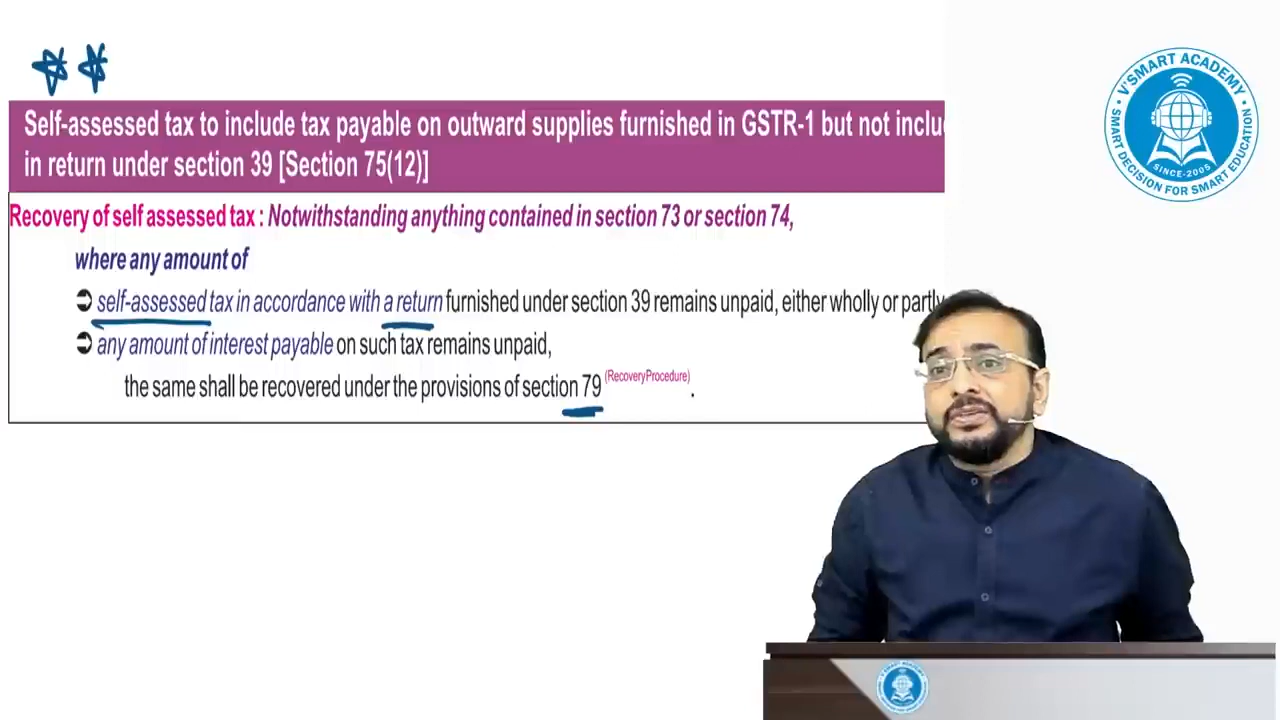 Self-assessed tax to include tax payable on outward supplies furnished in GSTR-1 but not
in return under section 39 [Section 75(12)]
Recovery of self assessed tax : Notwithstanding anything contained in section 73 or section 74,
where any amount of
➲ self-assessed tax in accordance with a return furnished under section 39 remains unpaid, either wholly or partly
➲ any amount of interest payable on such tax remains unpaid,
the same shall be recovered under the provisions of section 79 (Recovery Procedure) .
V'SMART ACADEMY
SINCE-2005
SMART DECISION FOR SMART EDUCATION
V'SMART ACADEMY